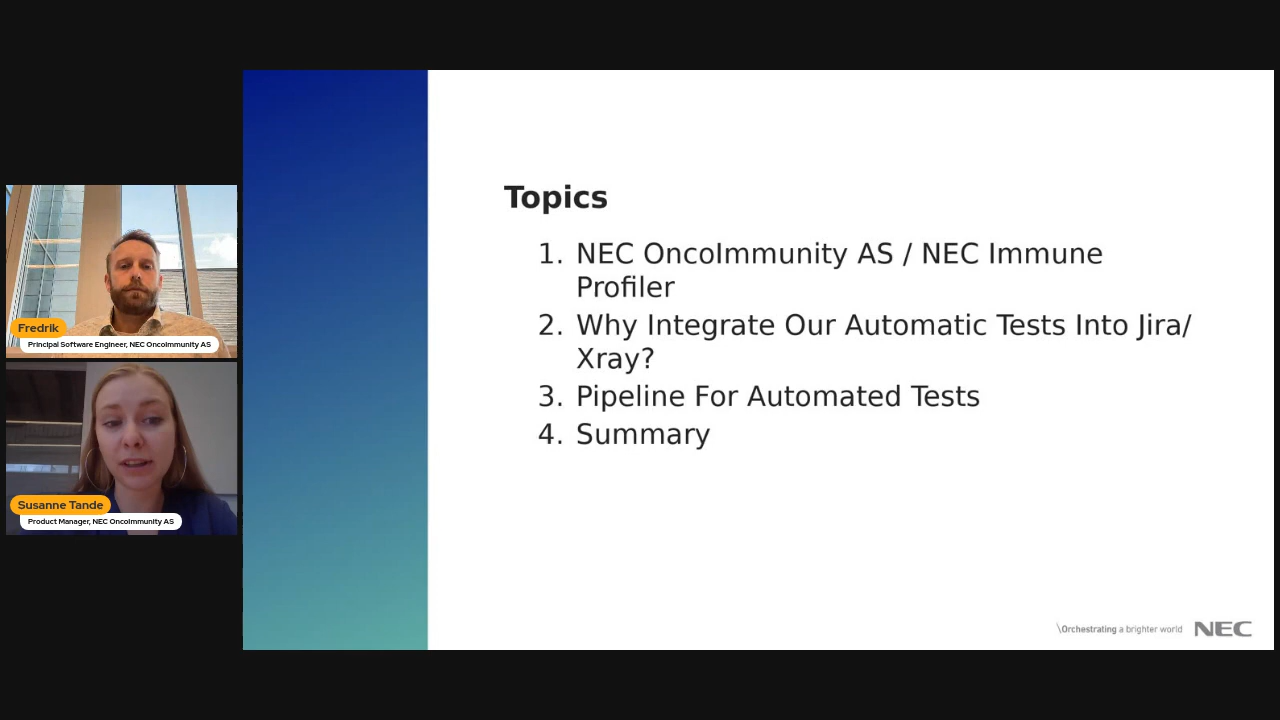 Fredrik
Principal Software Engineer, NEC OncoImmunity AS
Susanne Tande
Product Manager, NEC OncoImmunity AS
Topics
1. NEC OncoImmunity AS / NEC Immune
Profiler
2. Why Integrate Our Automatic Tests Into Jira/
Xray?
3. Pipeline For Automated Tests
4. Summary
\Orchestrating a brighter world NEC